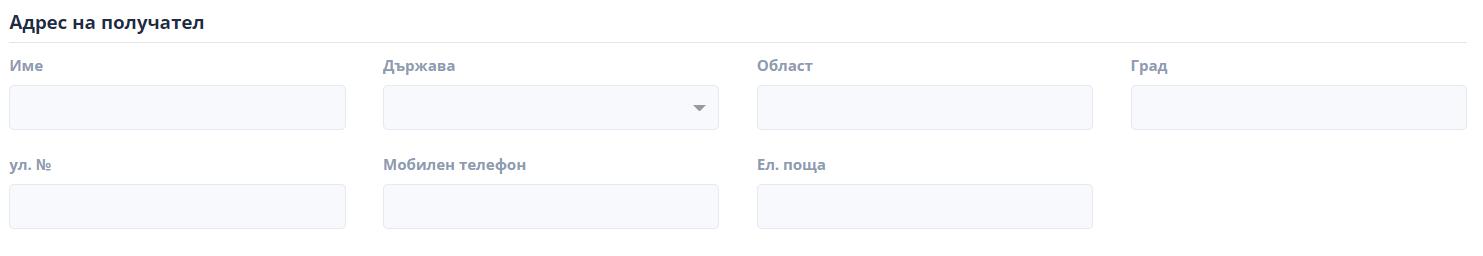 Адрес на получател
Име
Държава
Област
Град
ул. №
Мобилен телефон
Ел. поща